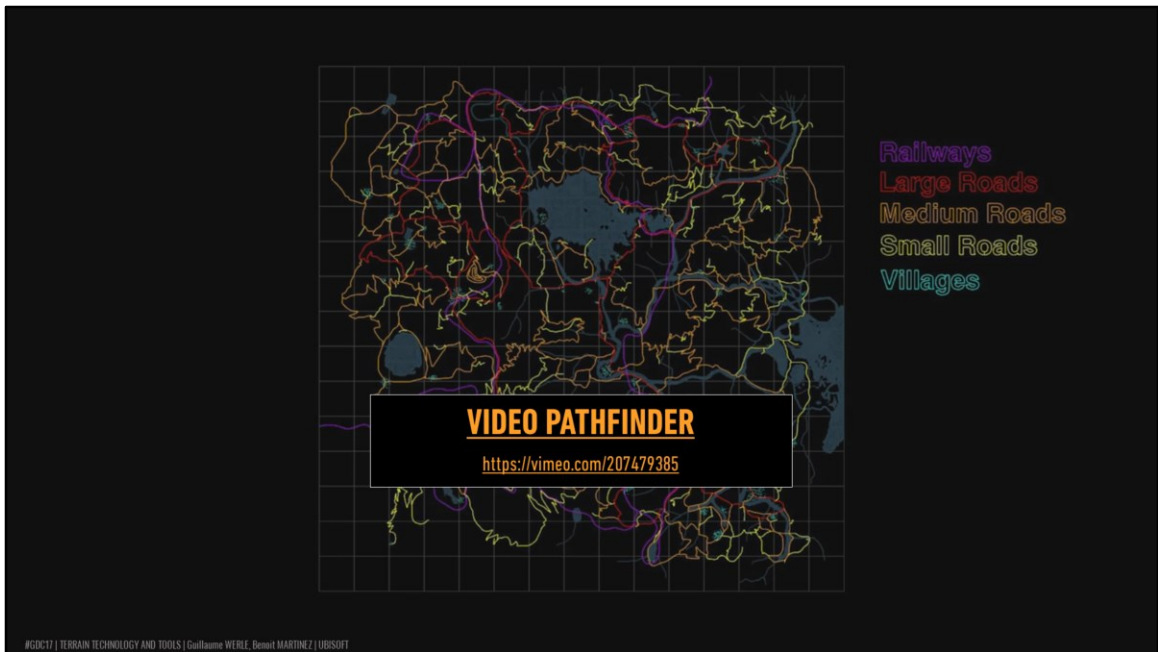 Railways
Large Roads
Medium Roads
Small Roads
Villages
VIDEO PATHFINDER
https://vimeo.com/207479385
#GDC17 | TERRAIN TECHNOLOGY AND TOOLS | Guillaume WERLE, Benoit MARTINEZ | UBISOFT